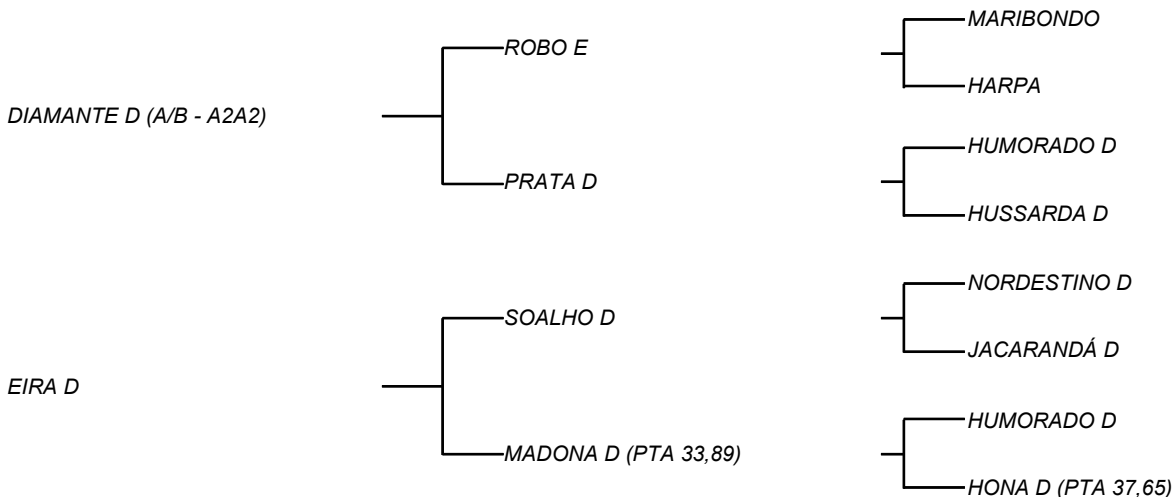 MARIBONDO
ROBO E
HARPA
DIAMANTE D (A/B - A2A2)
HUMORADO D
PRATA D
HUSSARDA D
NORDESTINO D
SOALHO D
JACARANDÁ D
EIRA D
HUMORADO D
MADONA D (PTA 33,89)
HONA D (PTA 37,65)